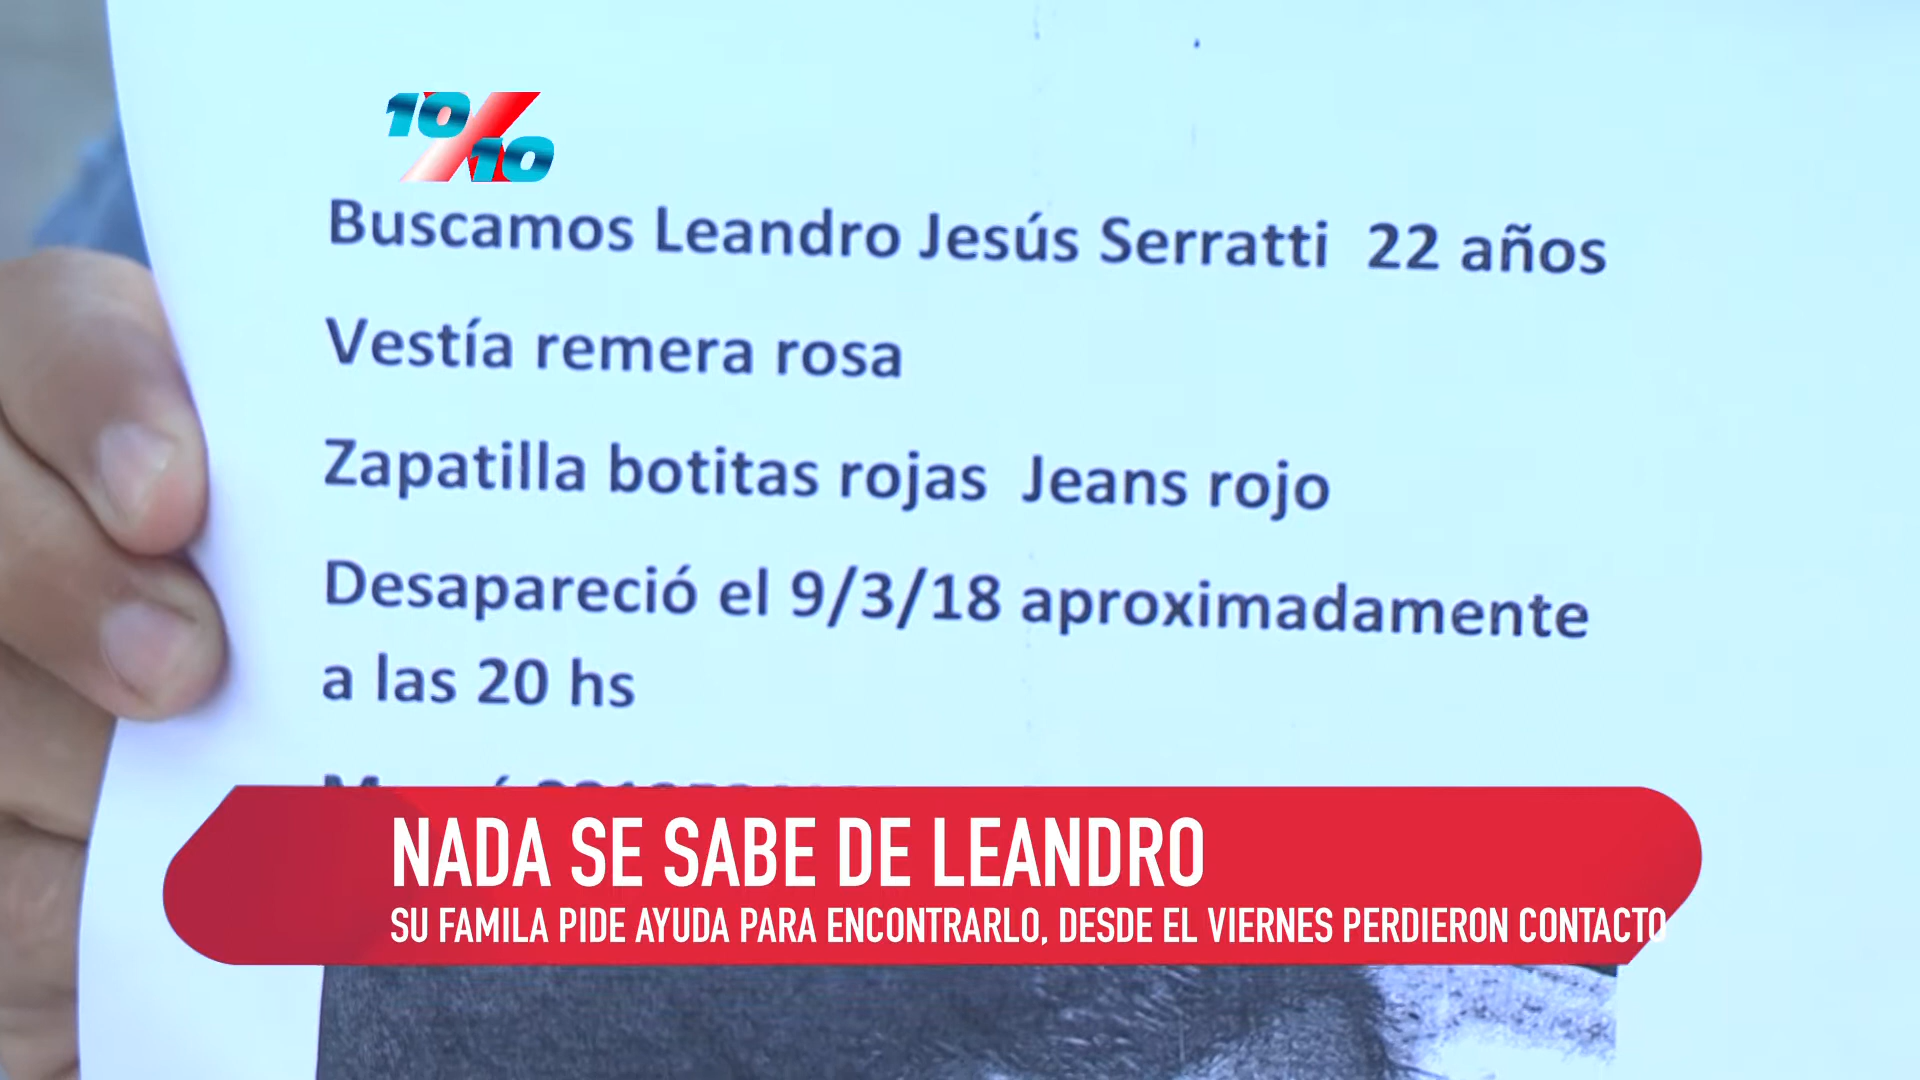 10
10
Buscamos Leandro Jesús Serratti 22 años
Vestía remera rosa
Zapatilla botitas rojas Jeans rojo
Desapareció el 9/3/18 aproximadamente
a las 20 hs
NADA SE SABE DE LEANDRO
SU FAMILA PIDE AYUDA PARA ENCONTRARLO, DESDE EL VIERNES PERDIERON CONTACTO